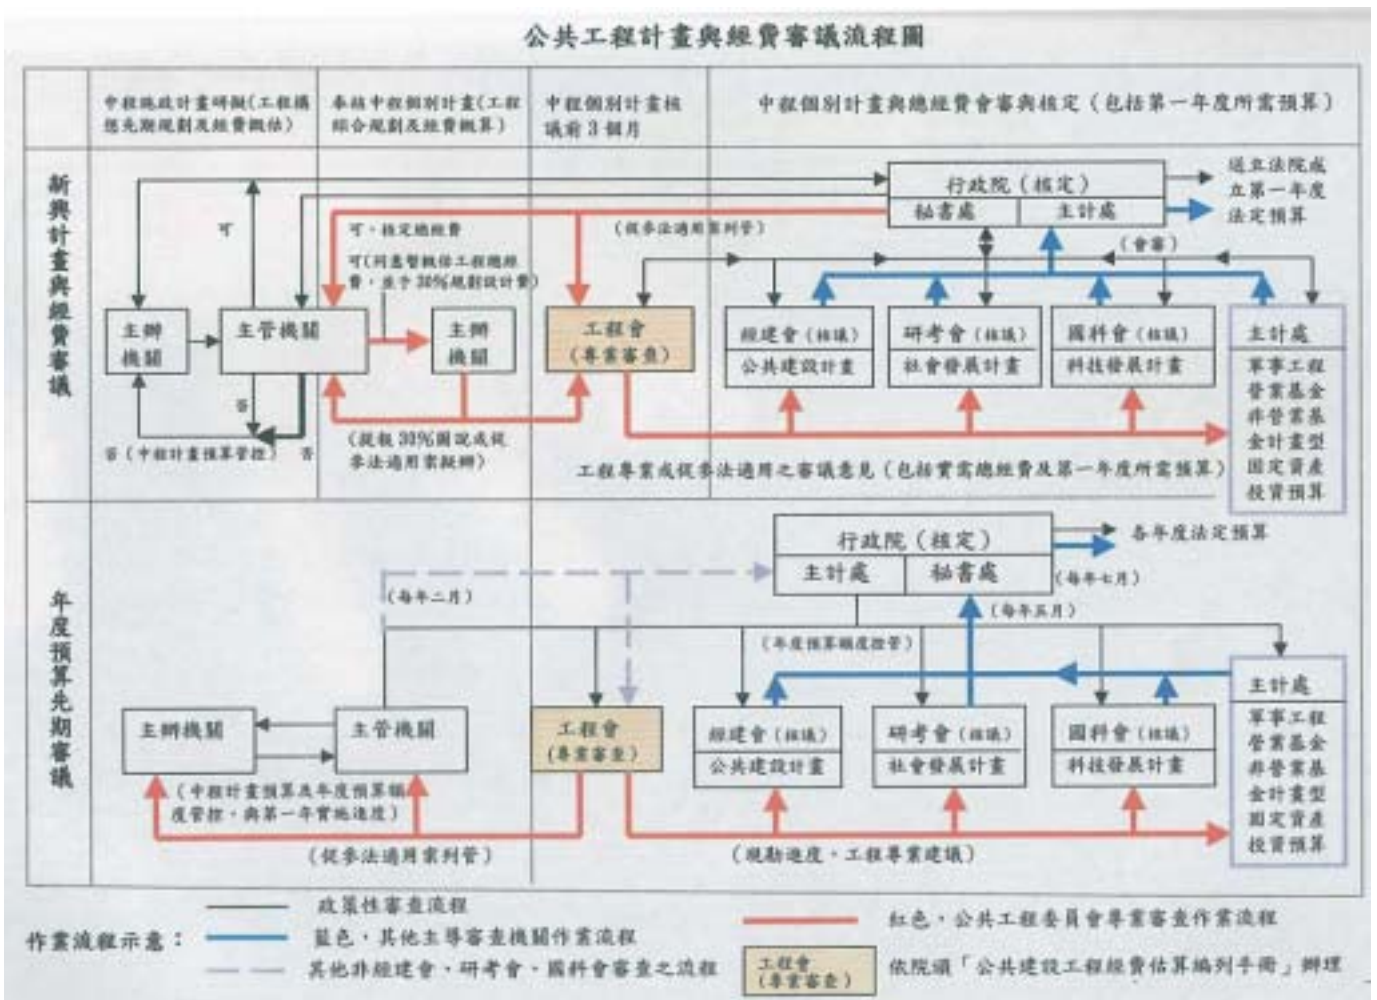 公共工程計畫與經費審議流程圖
中程施政計畫研擬(工程構
想先期規劃及經費概估)
奉核中程個別計畫(工程
綜合規劃及經費概算)
中程個別計畫核
議前3個月
中程個別計畫與總經費會審與核定(包括第一年度所需預算)
新興計畫與經費審議
行政院(核定)
秘書處
主計處
送立法院成
立第一年度
法定預算
可
可,核定總經費
(促參法適用案列管)
(會審)
可(同意暫概估工程總經
費,並于30%規劃設計費)
主辦
機關
主管機關
主辦
機關
工程會
(專業審查)
經建會(核議)
公共建設計畫
研考會(核議)
社會發展計畫
國科會(核議)
科技發展計畫
主計處
軍事工程
營業基金
非營業基
金計畫型
固定資產
投資預算
否
否(中程計畫預算管控)
否
(提報30%圖說或促
參法適用案擬辦)
工程專業或促參法適用之審議意見(包括實需總經費及第一年度所需預算)
年度預算先期審議
行政院(核定)
主計處
秘書處
各年度法定預算
(每年七月)
(每年二月)
(每年五月)
(年度預算額度控管)
主辦機關
主管機關
工程會
(專業審查)
經建會(核議)
公共建設計畫
研考會(核議)
社會發展計畫
國科會(核議)
科技發展計畫
主計處
軍事工程
營業基金
非營業基
金計畫型
固定資產
投資預算
(中程計畫預算及年度預算額
度管控,與第一年實施進度)
(促參法適用案列管)
(現勘進度,工程專業建議)
作業流程示意:
政策性審查流程
藍色,其他主導審查機關作業流程
其他非經建會、研考會、國科會審查之流程
紅色,公共工程委員會專業審查作業流程
工程會
(專業審查)
依院頒「公共建設工程經費估算編列手冊」辦理